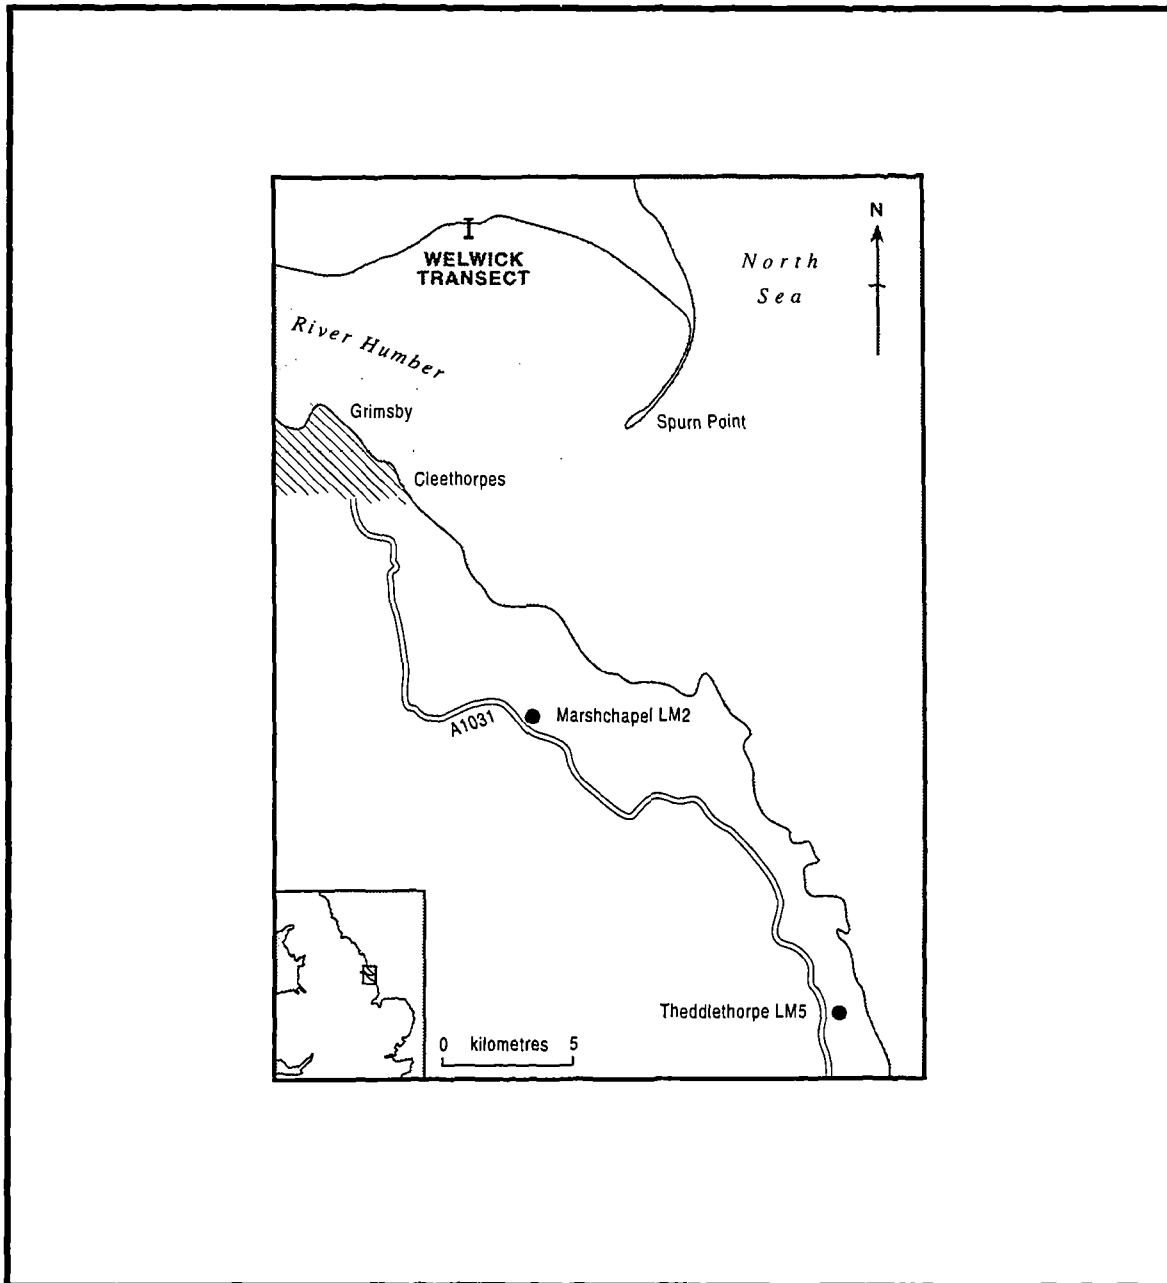 N
North
Sea
WELWICK
TRANSECT
River Humber
Grimsby
Spurn Point
Cleethorpes
Marshchapel LM2
A1031
Theddlethorpe LM5
0 kilometres 5